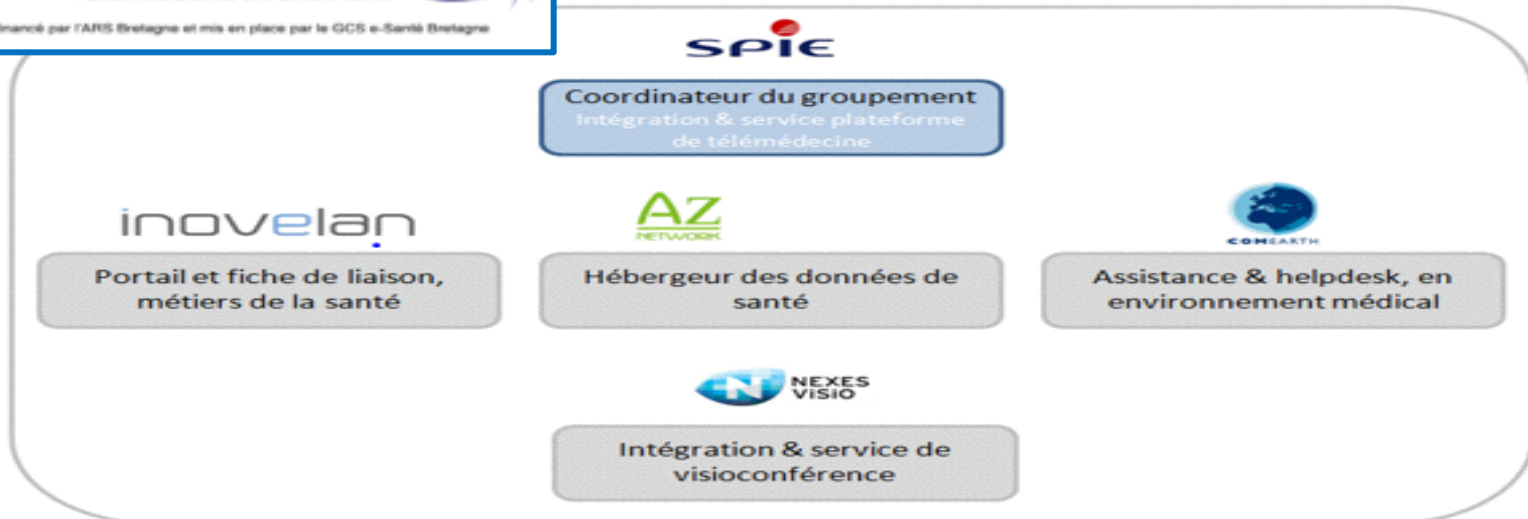 financé par l'ARS Bretagne et mis en place par le GCS e-Santé Bretagne
SPIE
Coordinateur du groupement
Intégration & service plateforme
de télémédecine
inovelan
AZ
NETWORK
COMEARTH
Portail et fiche de liaison,
métiers de la santé
Hébergeur des données de
santé
Assistance & helpdesk, en
environnement médical
N
NEXES
VISIO
Intégration & service de
visioconférence